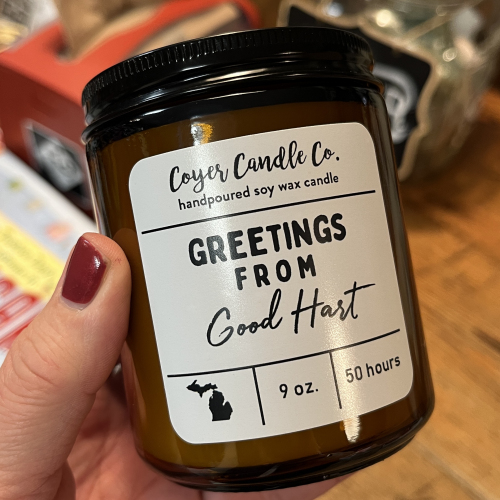 Coyer Candle Co.
handpoured soy wax candle
GREETINGS
FROM
Good Hart
9 oz.
50 hours